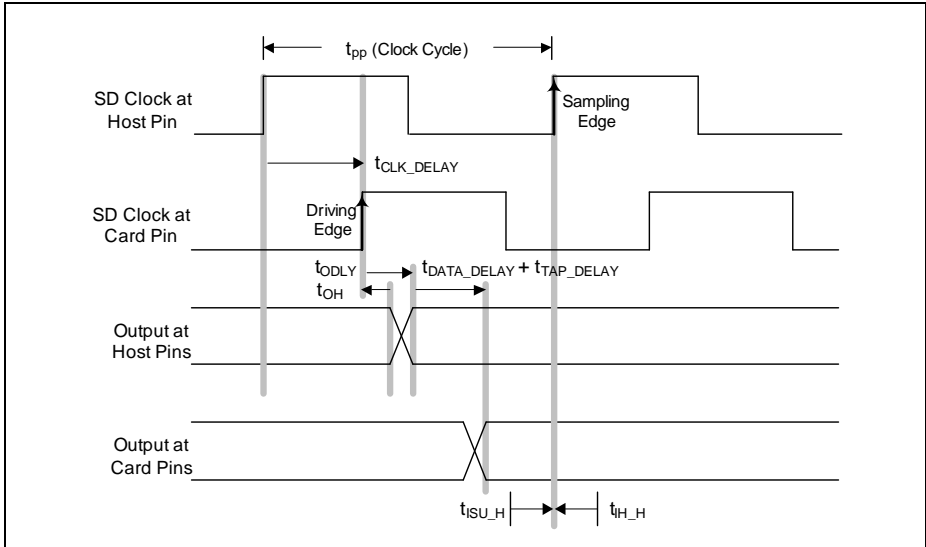 tpp (Clock Cycle)
SD Clock at
Host Pin
Sampling
Edge
tCLK_DELAY
SD Clock at
Card Pin
Driving
Edge
tODLY
tDATA_DELAY + tTAP_DELAY
tOH
Output at
Host Pins
Output at
Card Pins
tISU_H
tIH_H